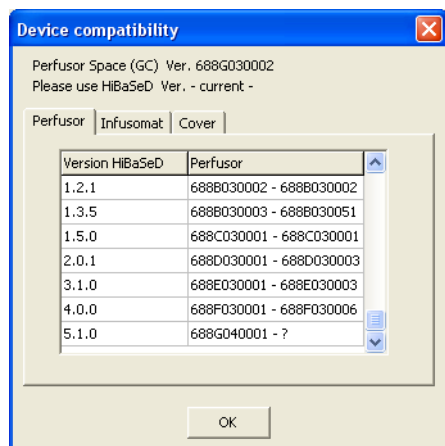 Device compatibility
Perfusor Space (GC) Ver. 688G030002
Please use HiBaSeD Ver. - current -
Perfusor Infusomat Cover
Version HiBaSeD Perfusor
1.2.1 688B030002 - 688B030002
1.3.5 688B030003 - 688B030051
1.5.0 688C030001 - 688C030001
2.0.1 688D030001 - 688D030003
3.1.0 688E030001 - 688E030003
4.0.0 688F030001 - 688F030006
5.1.0 688G040001 - ?
OK